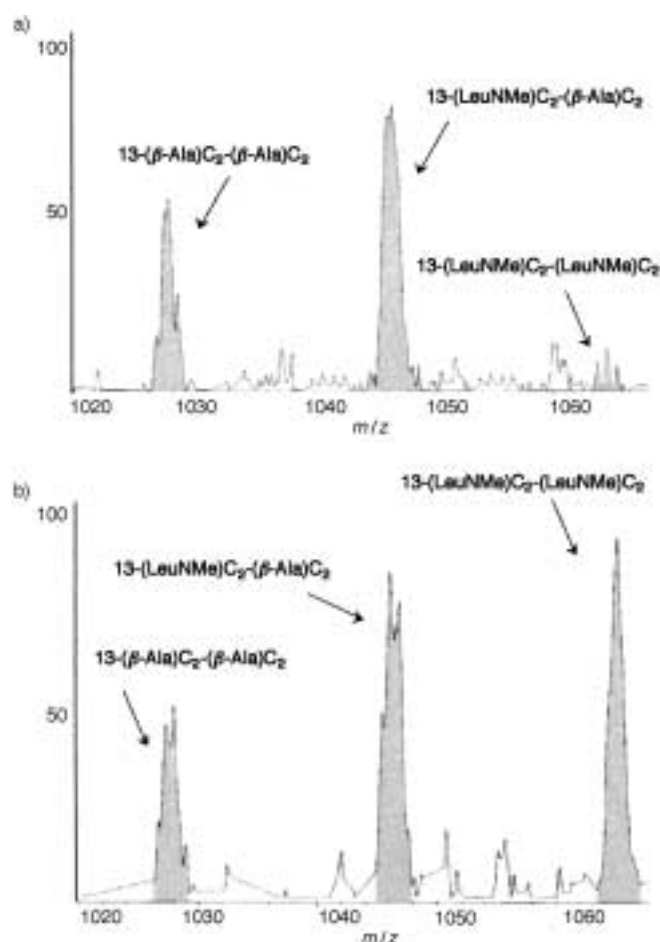 a)
100
13-(LeuNMe)C₂-(β-Ala)C₂
13-(β-Ala)C₂-(β-Ala)C₂
50
13-(LeuNMe)C₂-(LeuNMe)C₂
1020 1030 1040 1050 1060
m/z
b)
13-(LeuNMe)C₂-(LeuNMe)C₂
100
13-(LeuNMe)C₂-(β-Ala)C₂
13-(β-Ala)C₂-(β-Ala)C₂
50
1020 1030 1040 1050 1060
m/z